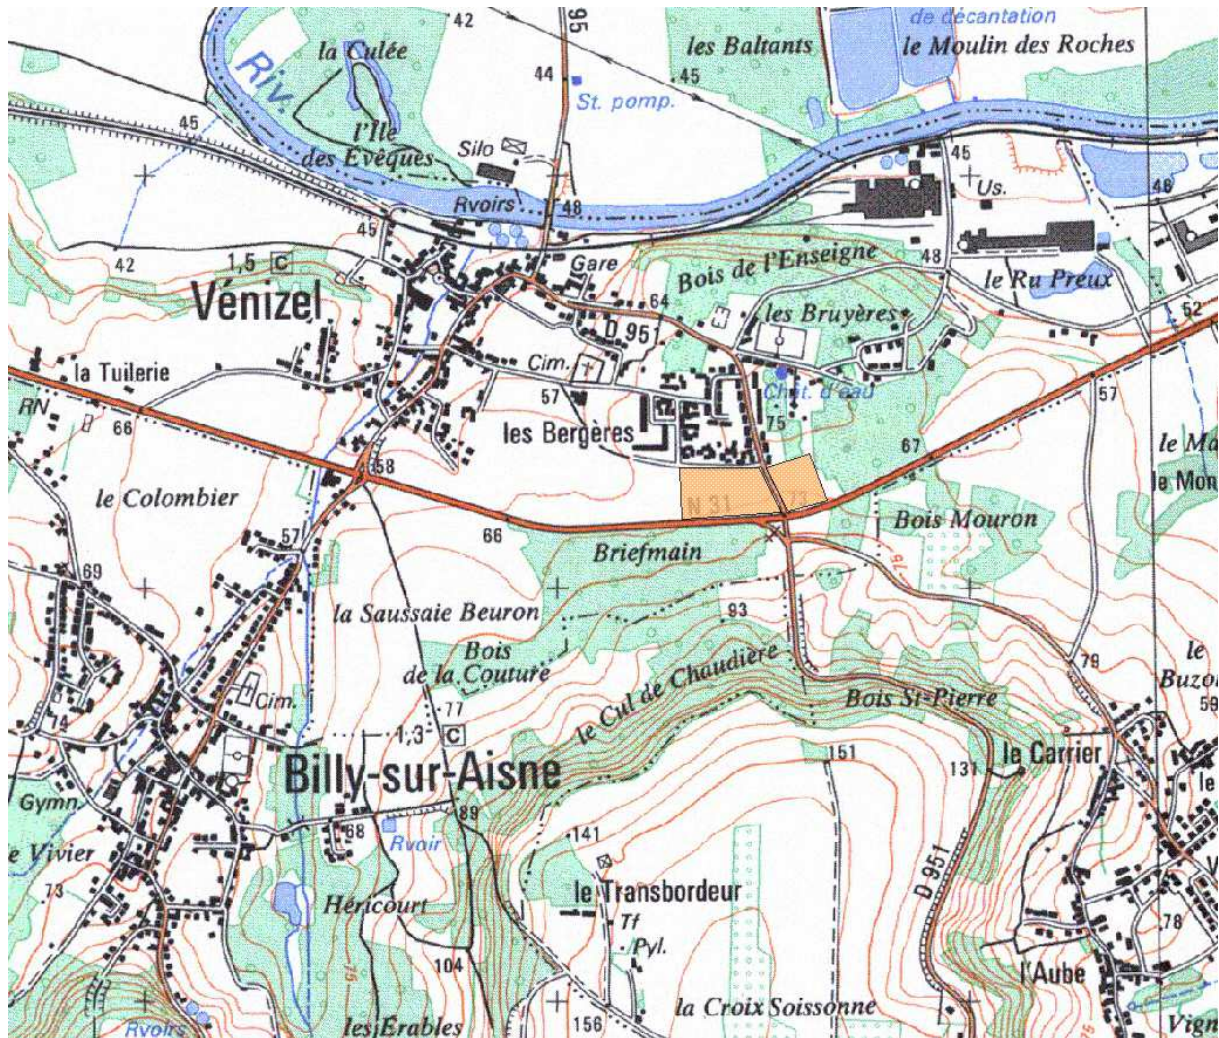 42
95
de décantation
la Culée
les Baltants
le Moulin des Roches
Riv.
44
45
St. pomp.
45
l'Ile
des Evêques
Silo
45
Us.
46
Rvoirs
48
45
42
1,5 C
Gare
Bois de l'Enseigne
48
le Ru Preux
Vénizel
64
les Bruyères
52
D 951
la Tuilerie
Cim.
57
Chât. d'eau
57
RN
66
les Bergères
75
58
67
le Colombier
N 31
73
le Mon
57
66
Briefmain
Bois Mouron
75
69
la Saussaie Beuron
93
Bois
de la Couture
le Cul de Chaudière
79
le
Cim.
77
Bois St-Pierre
74
1,3 C
151
Billy-sur-Aisne
le Carrier
131
Gymn.
89
le
68
141
Rvoir
Vivier
D 951
73
le Transbordeur
Héricourt
Tf
78
Pyl.
75
104
l'Aube
la Croix Soissonne
Rvoirs
les Erables
156
75
Vign